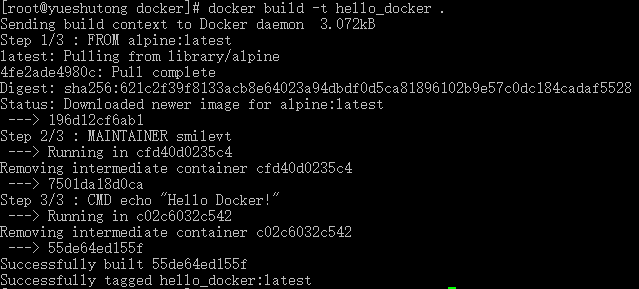 [root@yueshutong docker]# docker build -t hello_docker .
Sending build context to Docker daemon  3.072kB
Step 1/3 : FROM alpine:latest
latest: Pulling from library/alpine
4fe2ade4980c: Pull complete
Digest: sha256:621c2f39f8133acb8e64023a94dbdf0d5ca81896102b9e57c0dc184cadaf5528
Status: Downloaded newer image for alpine:latest
 ---> 196d12cf6ab1
Step 2/3 : MAINTAINER smilevt
 ---> Running in cfd40d0235c4
Removing intermediate container cfd40d0235c4
 ---> 7501da18d0ca
Step 3/3 : CMD echo "Hello Docker!"
 ---> Running in c02c6032c542
Removing intermediate container c02c6032c542
 ---> 55de64ed155f
Successfully built 55de64ed155f
Successfully tagged hello_docker:latest